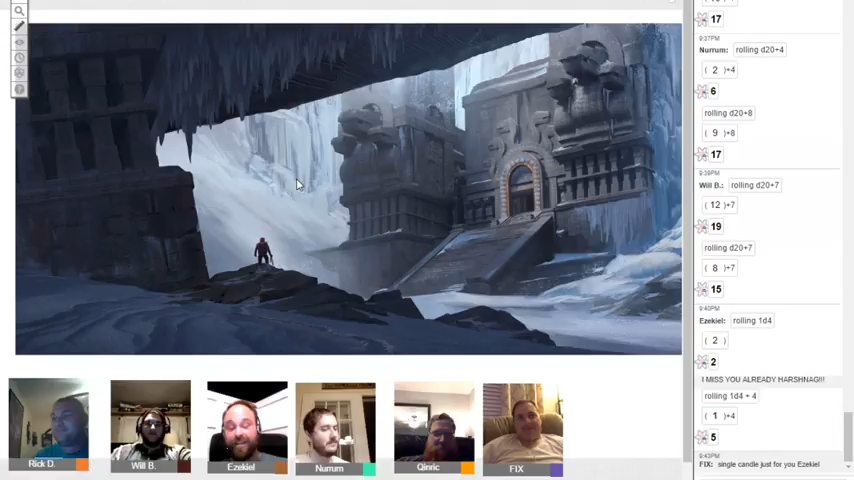 17
9:37PM
Nurrum: rolling d20+4
( 2 )+4
6
rolling d20+8
( 9 )+8
17
9:38PM
Will B.: rolling d20+7
( 12 )+7
19
rolling d20+7
( 8 )+7
15
9:40PM
Ezekiel: rolling 1d4
( 2 )
2
I MISS YOU ALREADY HARSHNAG!!!
rolling 1d4 + 4
( 1 )+4
5
9:43PM
FIX: single candle just for you Ezekiel
Rick D.
Will B.
Ezekiel
Nurrum
Qinric
FIX